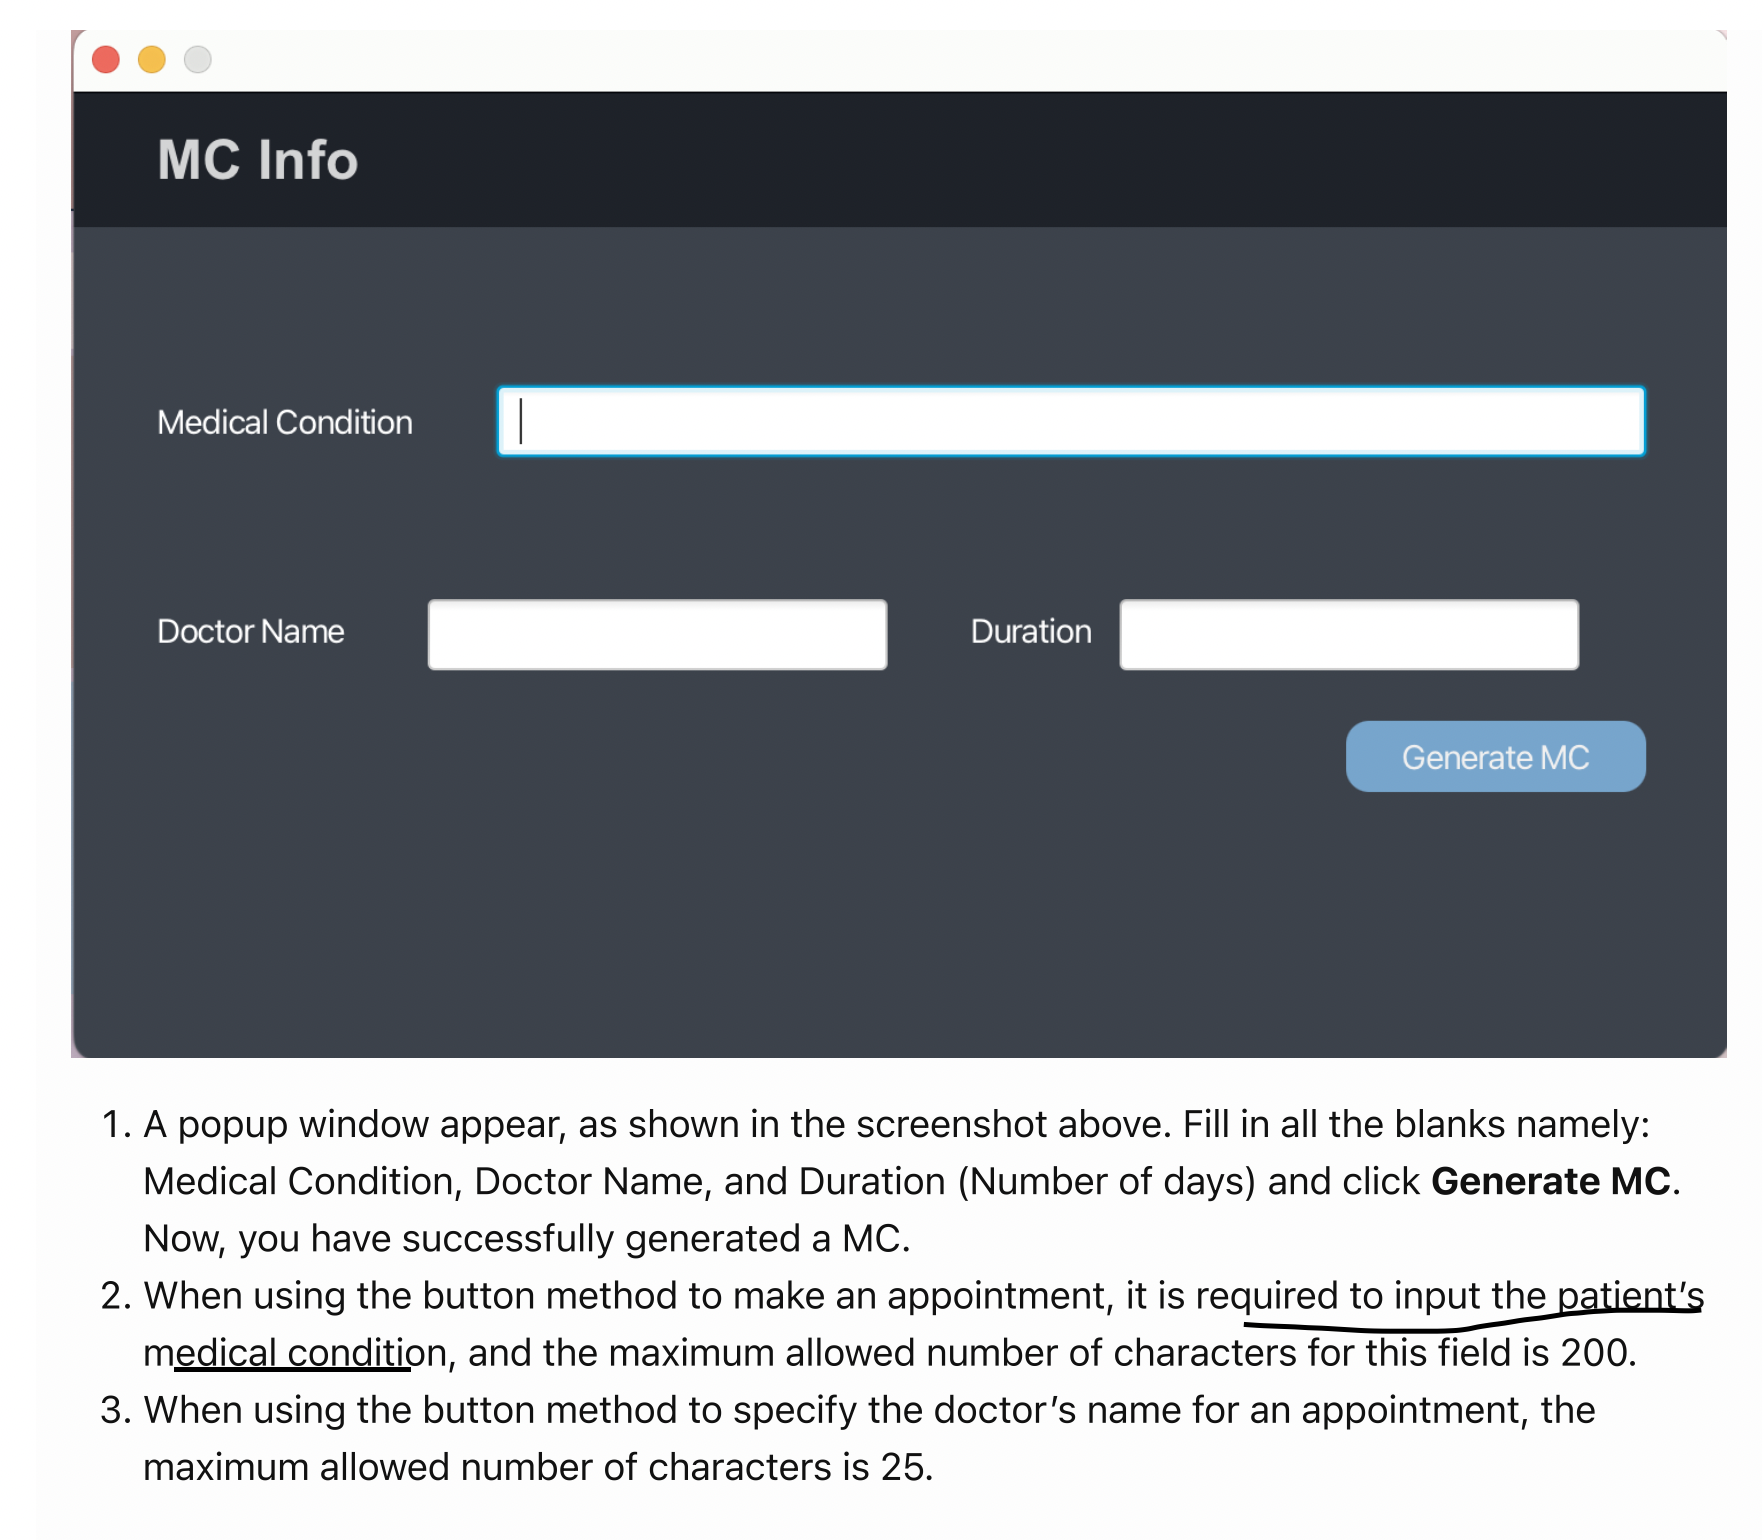 MC Info
Medical Condition
Doctor Name
Duration
Generate MC
1. A popup window appear, as shown in the screenshot above. Fill in all the blanks namely:
Medical Condition, Doctor Name, and Duration (Number of days) and click Generate MC.
Now, you have successfully generated a MC.
2. When using the button method to make an appointment, it is required to input the patient's
medical condition, and the maximum allowed number of characters for this field is 200.
3. When using the button method to specify the doctor's name for an appointment, the
maximum allowed number of characters is 25.